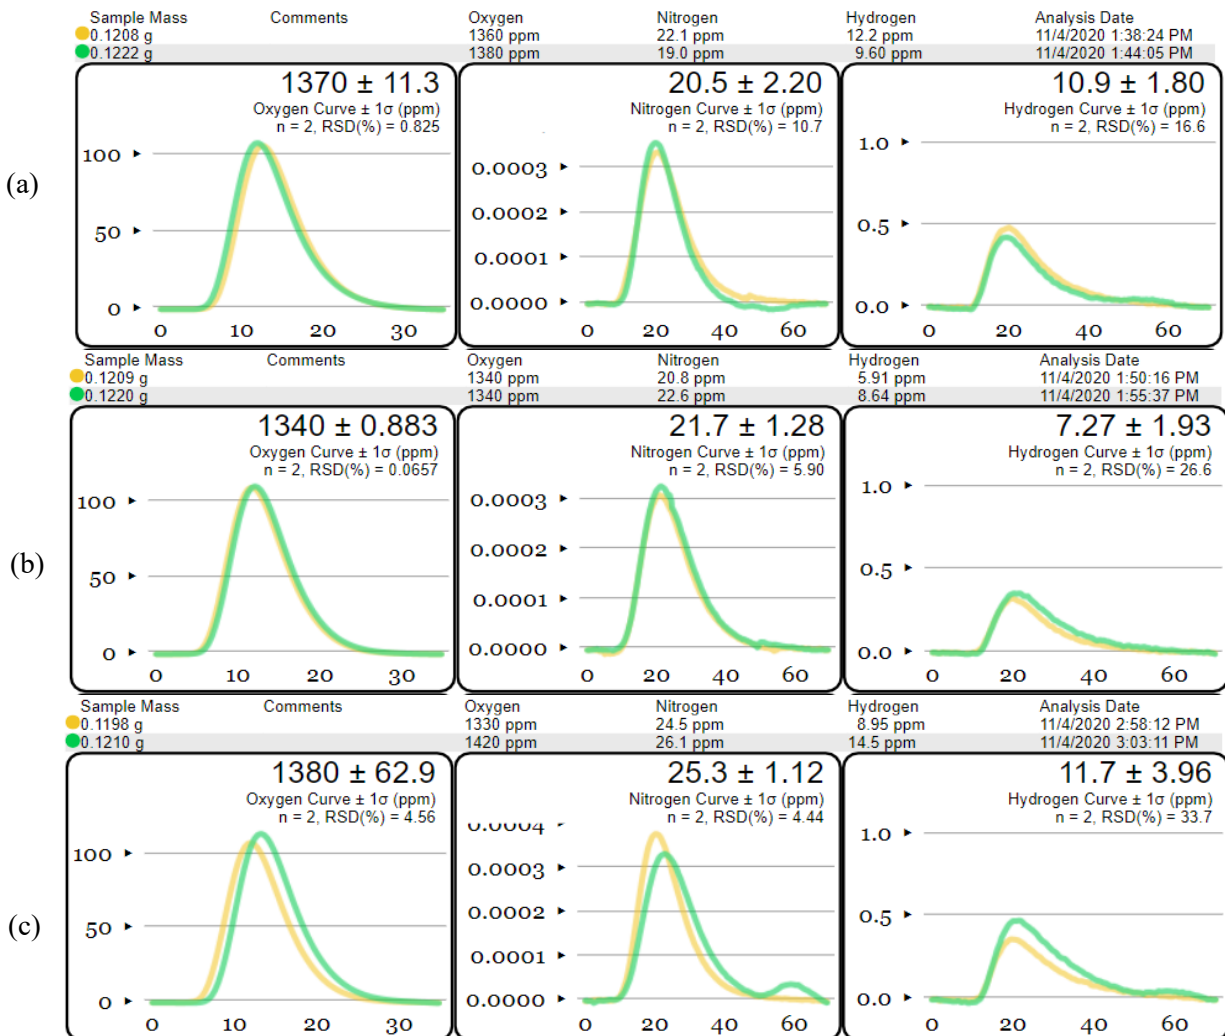 Sample Mass Comments Oxygen Nitrogen Hydrogen Analysis Date
0.1208 g 1360 ppm 22.1 ppm 12.2 ppm 11/4/2020 1:38:24 PM
0.1222 g 1380 ppm 19.0 ppm 9.60 ppm 11/4/2020 1:44:05 PM
(a)
1370 ± 11.3
Oxygen Curve ± 1σ (ppm)
n = 2, RSD(%) = 0.825
100
50
0
0 10 20 30
20.5 ± 2.20
Nitrogen Curve ± 1σ (ppm)
n = 2, RSD(%) = 10.7
0.0003
0.0002
0.0001
0.0000
0 20 40 60
10.9 ± 1.80
Hydrogen Curve ± 1σ (ppm)
n = 2, RSD(%) = 16.6
1.0
0.5
0.0
0 20 40 60
Sample Mass Comments Oxygen Nitrogen Hydrogen Analysis Date
0.1209 g 1340 ppm 20.8 ppm 5.91 ppm 11/4/2020 1:50:16 PM
0.1220 g 1340 ppm 22.6 ppm 8.64 ppm 11/4/2020 1:55:37 PM
(b)
1340 ± 0.883
Oxygen Curve ± 1σ (ppm)
n = 2, RSD(%) = 0.0657
100
50
0
0 10 20 30
21.7 ± 1.28
Nitrogen Curve ± 1σ (ppm)
n = 2, RSD(%) = 5.90
0.0003
0.0002
0.0001
0.0000
0 20 40 60
7.27 ± 1.93
Hydrogen Curve ± 1σ (ppm)
n = 2, RSD(%) = 26.6
1.0
0.5
0.0
0 20 40 60
Sample Mass Comments Oxygen Nitrogen Hydrogen Analysis Date
0.1198 g 1330 ppm 24.5 ppm 8.95 ppm 11/4/2020 2:58:12 PM
0.1210 g 1420 ppm 26.1 ppm 14.5 ppm 11/4/2020 3:03:11 PM
(c)
1380 ± 62.9
Oxygen Curve ± 1σ (ppm)
n = 2, RSD(%) = 4.56
100
50
0
0 10 20 30
25.3 ± 1.12
Nitrogen Curve ± 1σ (ppm)
n = 2, RSD(%) = 4.44
0.0004
0.0003
0.0002
0.0001
0.0000
0 20 40 60
11.7 ± 3.96
Hydrogen Curve ± 1σ (ppm)
n = 2, RSD(%) = 33.7
1.0
0.5
0.0
0 20 40 60